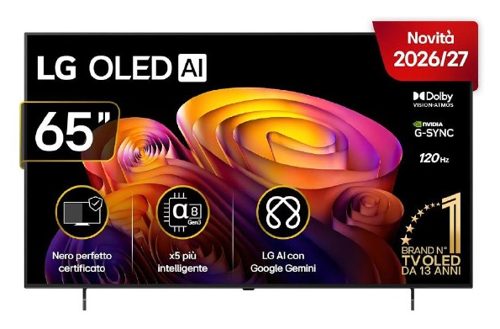 Novità
2026/27
LG OLED AI
65"
Dolby
VISION·ATMOS
NVIDIA
G-SYNC
120Hz
α8
Gen3
Nero perfetto
certificato
x5 più
intelligente
LG AI con
Google Gemini
1
BRAND N°
TV OLED
DA 13 ANNI